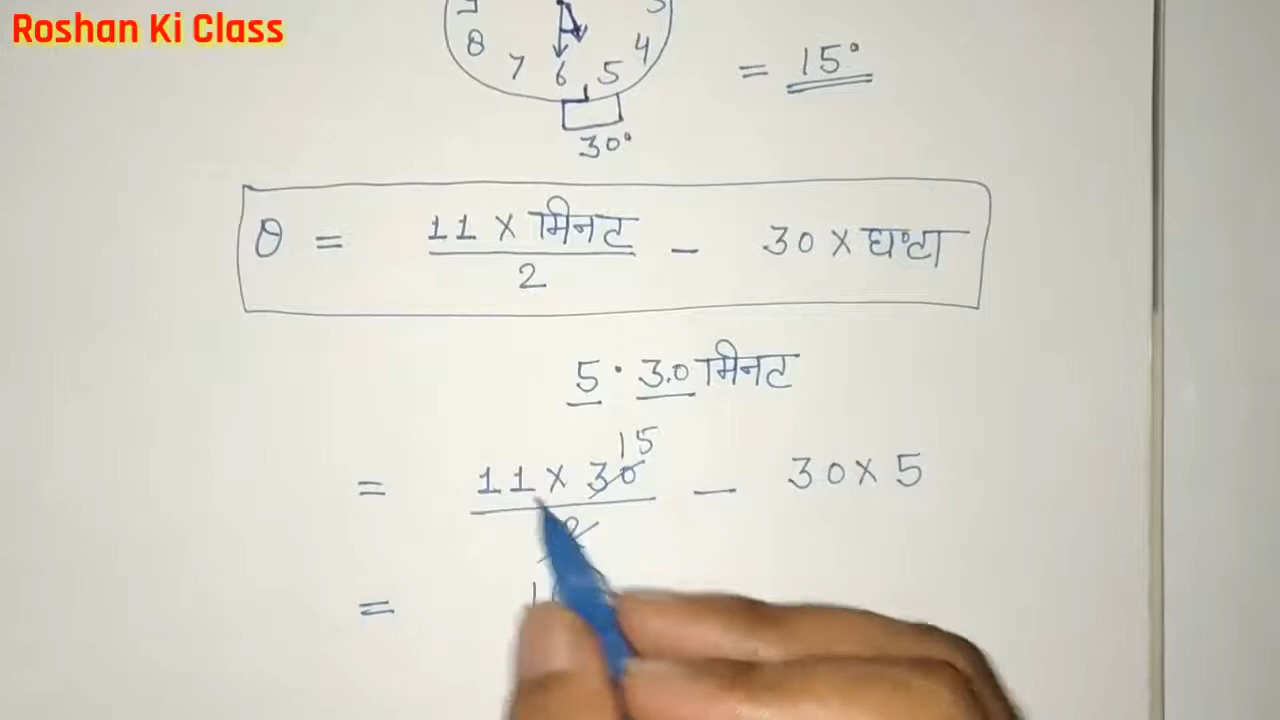 Roshan Ki Class
8 7 6 5 4
= 15°
30°
θ = 11 × मिनट / 2 - 30 × घण्टा
5 · 30 मिनट
15
= 11 × 30 / 2 - 30 × 5
=